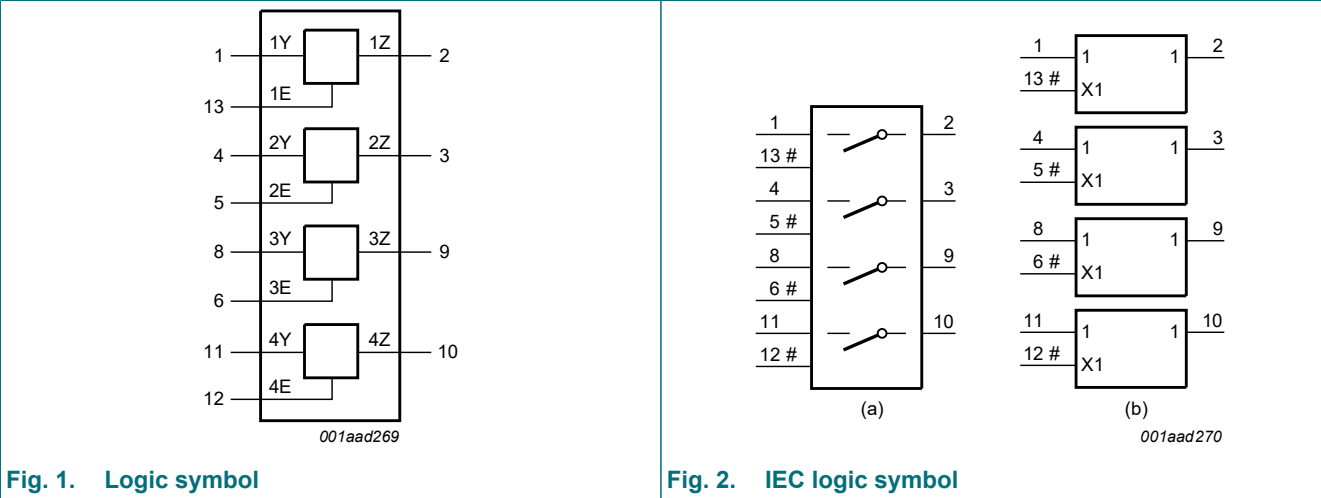 1 1Y 1Z 2
13 1E
4 2Y 2Z 3
5 2E
8 3Y 3Z 9
6 3E
11 4Y 4Z 10
12 4E
001aad269
Fig. 1. Logic symbol
1 2
13 #
4 3
5 #
8 9
6 #
11 10
12 #
(a)
1 1 1 2
13 # X1
4 1 1 3
5 # X1
8 1 1 9
6 # X1
11 1 1 10
12 # X1
(b)
001aad270
Fig. 2. IEC logic symbol